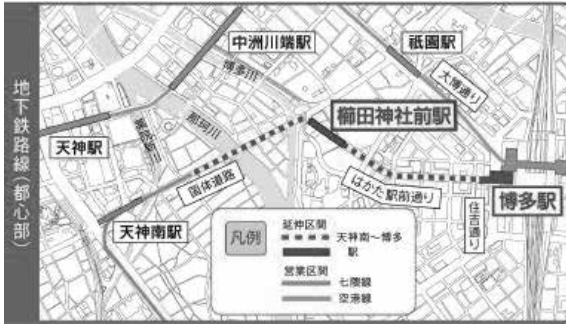 地下鉄路線(都心部)
中洲川端駅
祇園駅
博多川
大博通り
櫛田神社前駅
那珂川
天神駅
国体道路
はかた駅前通り
博多駅
天神南駅
住吉通り
凡例
延伸区間
天神南～博多
駅
営業区間
七隈線
空港線